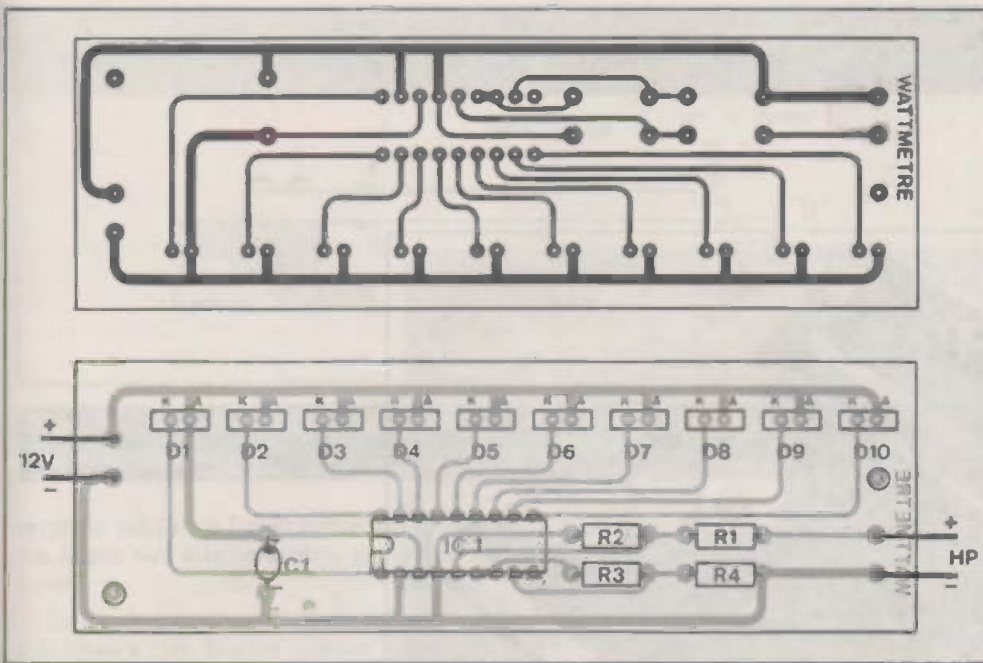 WATTMETRE
K A K A K A K A K A K A K A K A K A K A
+
12V
-
D1 D2 D3 D4 D5 D6 D7 D8 D9 D10
WATTMETRE
IC1
C1
R2 R1
R3 R4
+
HP
-